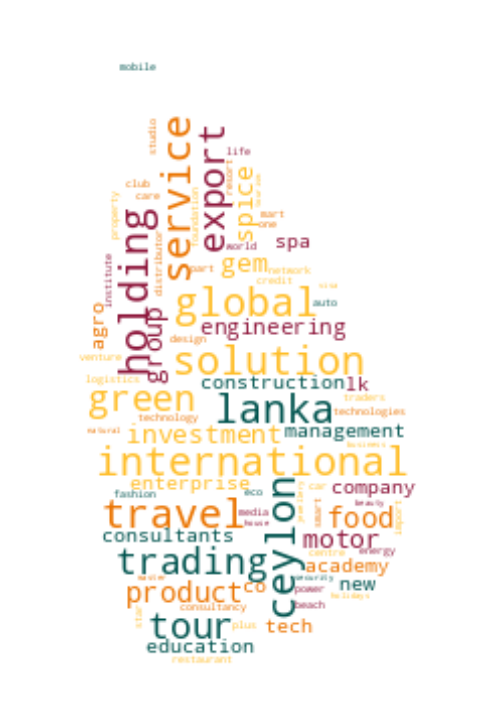 mobile
studio
service
export
life
resort
club
care
spice
property
foundation
holding
mart
one
spa
world
distributor
institute
part
gem
network
credit
agro
group
global
auto
engineering
design
venture
solution
logistics
construction
lk
green
lanka
traders
technology
technologies
natural
investment
management
business
international
enterprise
eco
car
company
fashion
jewellers
beauty
travel
ceylon
media
house
smart
food
import
consultants
motor
centre
energy
trading
academy
master
security
new
product
co
power
holidays
consultancy
beach
star
tour
plus
tech
education
restaurant